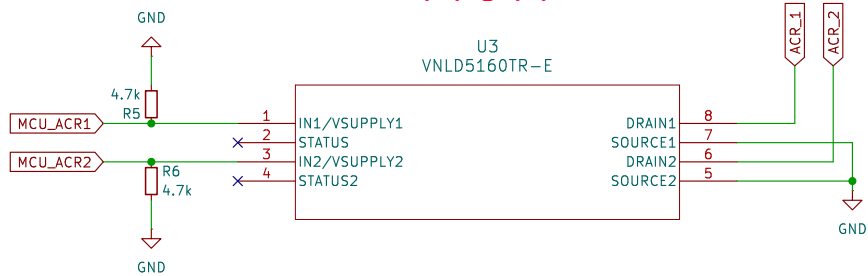 GND
U3
VNLD5160TR-E
ACR_1
ACR_2
4.7k
R5
MCU_ACR1
1
IN1/VSUPPLY1
DRAIN1
8
2
STATUS
SOURCE1
7
MCU_ACR2
3
IN2/VSUPPLY2
DRAIN2
6
R6
4.7k
4
STATUS2
SOURCE2
5
GND
GND